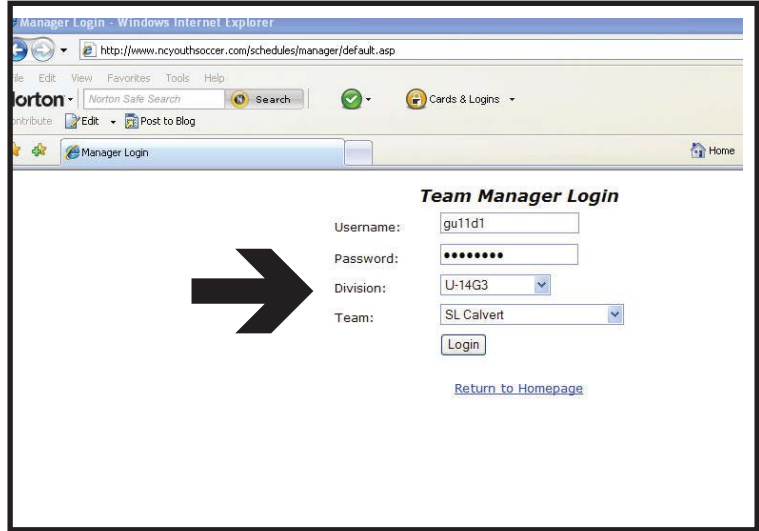 Manager Login - Windows Internet Explorer
http://www.ncyouthsoccer.com/schedules/manager/default.asp
Edit View Favorites Tools Help
Norton Safe Search Search Cards & Logins
Edit Post to Blog
Manager Login Home
Team Manager Login
Username: gu11d1
Password: ••••••••
Division: U-14G3
Team: SL Calvert
Login
Return to Homepage